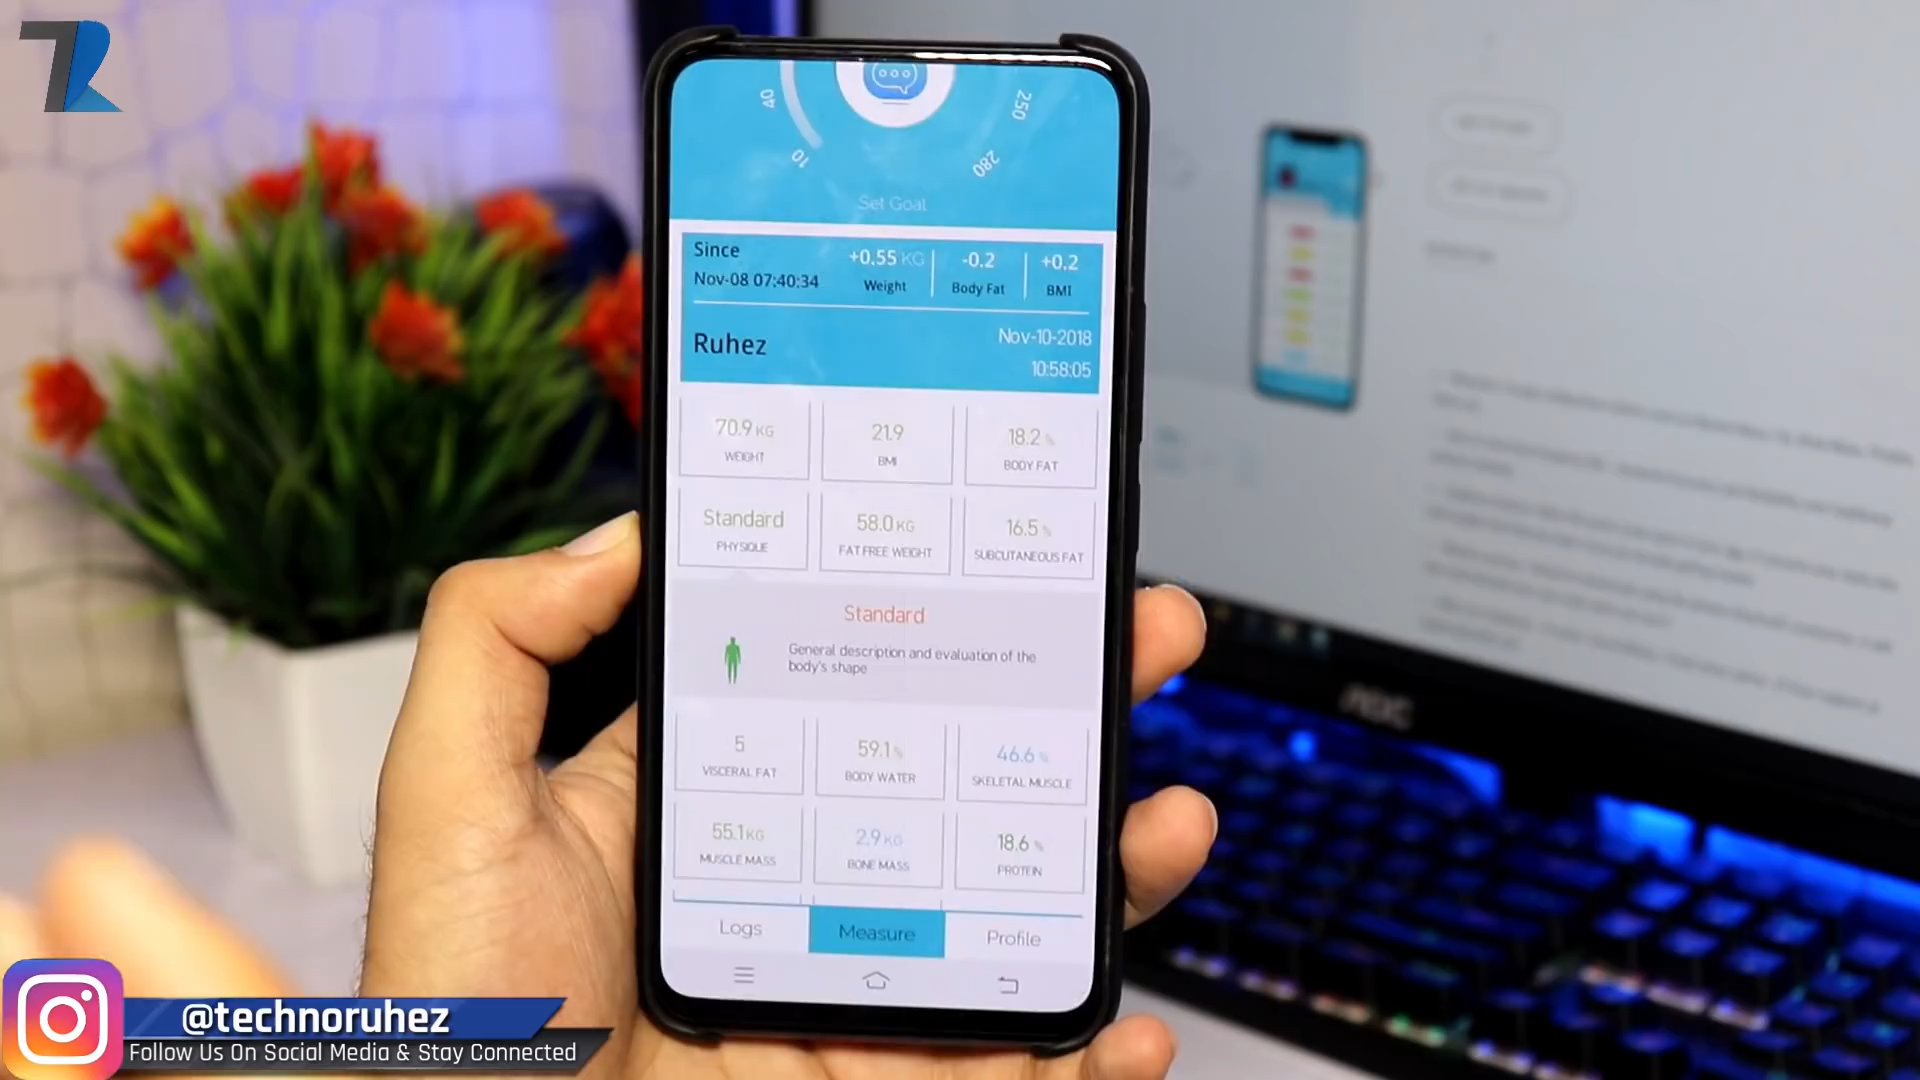 40
250
10
280
Set Goal
Since
Nov-08 07:40:34
+0.55 KG
Weight
-0.2
Body Fat
+0.2
BMI
Ruhez
Nov-10-2018
10:58:05
70.9 KG
WEIGHT
21.9
BMI
18.2 %
BODY FAT
Standard
PHYSIQUE
58.0 KG
FAT FREE WEIGHT
16.5 %
SUBCUTANEOUS FAT
Standard
General description and evaluation of the
body's shape
5
VISCERAL FAT
59.1 %
BODY WATER
46.6 %
SKELETAL MUSCLE
55.1 KG
MUSCLE MASS
2.9 KG
BONE MASS
18.6 %
PROTEIN
Logs
Measure
Profile
AOC
@technoruhez
Follow Us On Social Media & Stay Connected